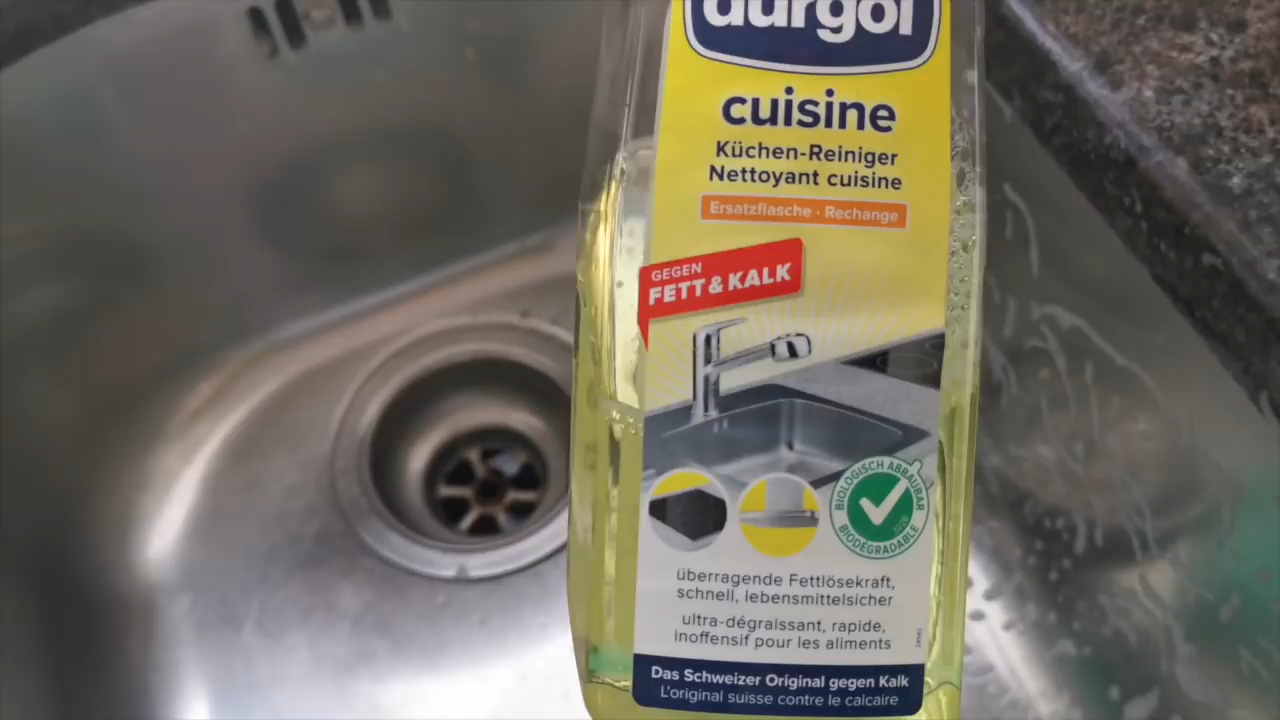 durgol
cuisine
Küchen-Reiniger
Nettoyant cuisine
Ersatzflasche · Rechange
GEGEN
FETT & KALK
BIOLOGISCH ABBAUBAR
BIODÉGRADABLE
überragende Fettlösekraft,
schnell, lebensmittelsicher
ultra-dégraissant, rapide,
inoffensif pour les aliments
Das Schweizer Original gegen Kalk
L'original suisse contre le calcaire